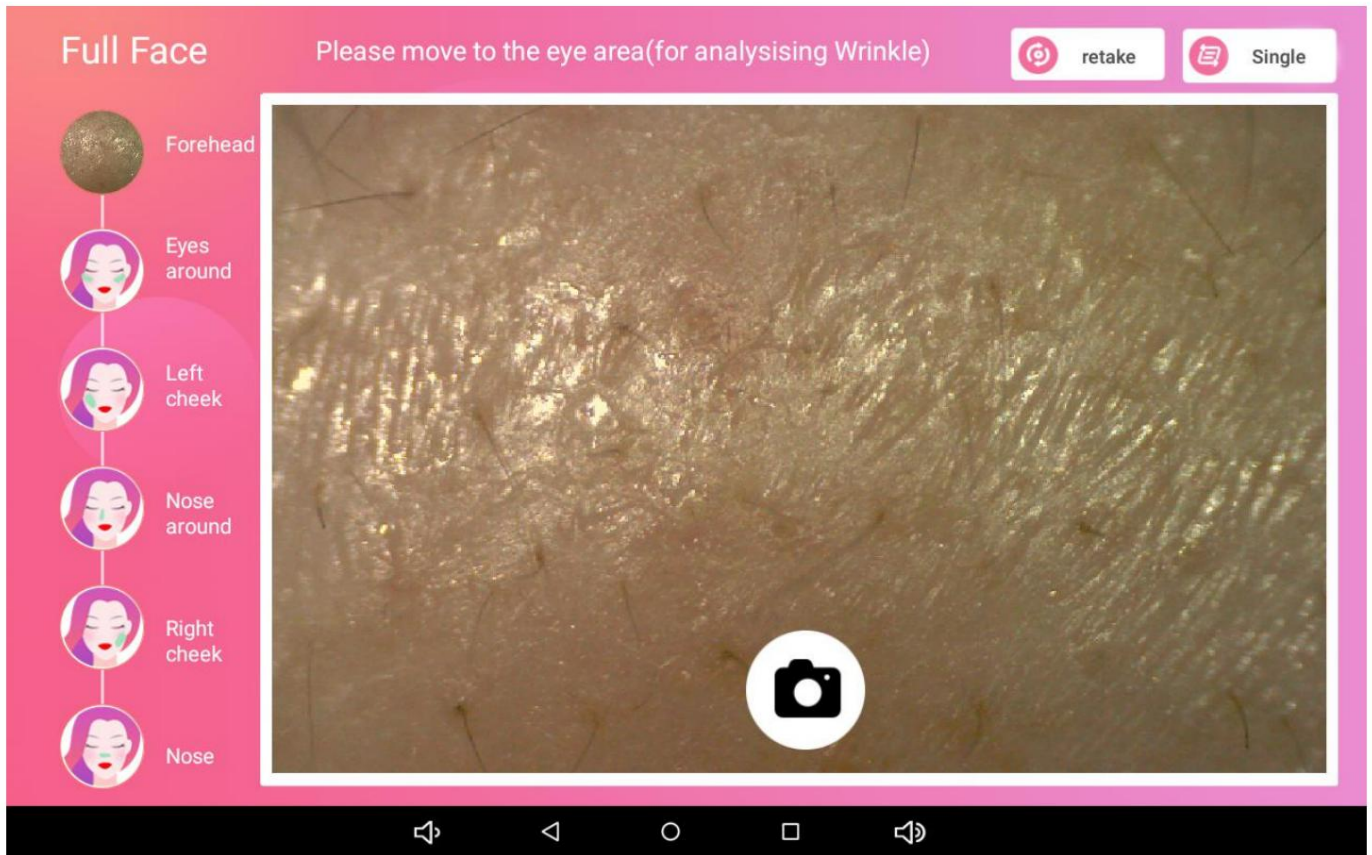 Full Face
Please move to the eye area(for analysising Wrinkle)
retake
Single
Forehead
Eyes
around
Left
cheek
Nose
around
Right
cheek
Nose